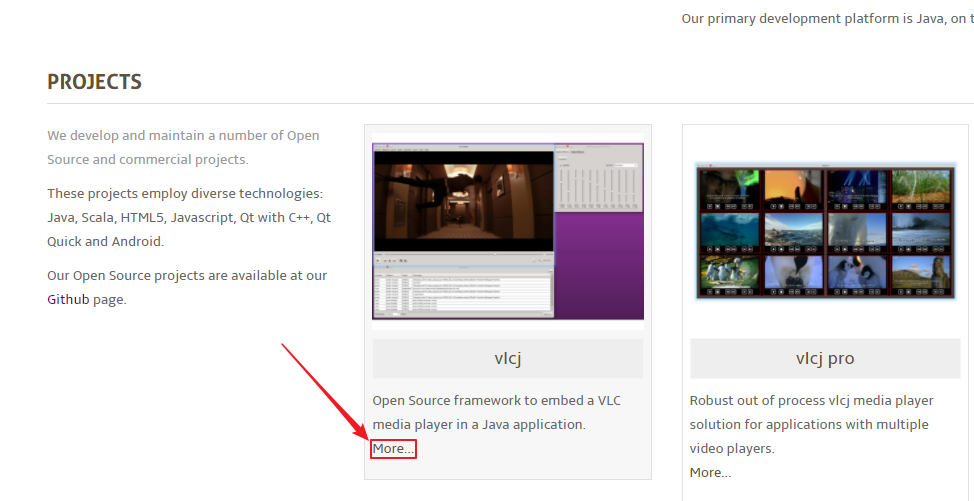 Our primary development platform is Java, on t
PROJECTS
We develop and maintain a number of Open
Source and commercial projects.
These projects employ diverse technologies:
Java, Scala, HTML5, Javascript, Qt with C++, Qt
Quick and Android.
Our Open Source projects are available at our
Github page.
vlcj
Open Source framework to embed a VLC
media player in a Java application.
More...
vlcj pro
Robust out of process vlcj media player
solution for applications with multiple
video players.
More...